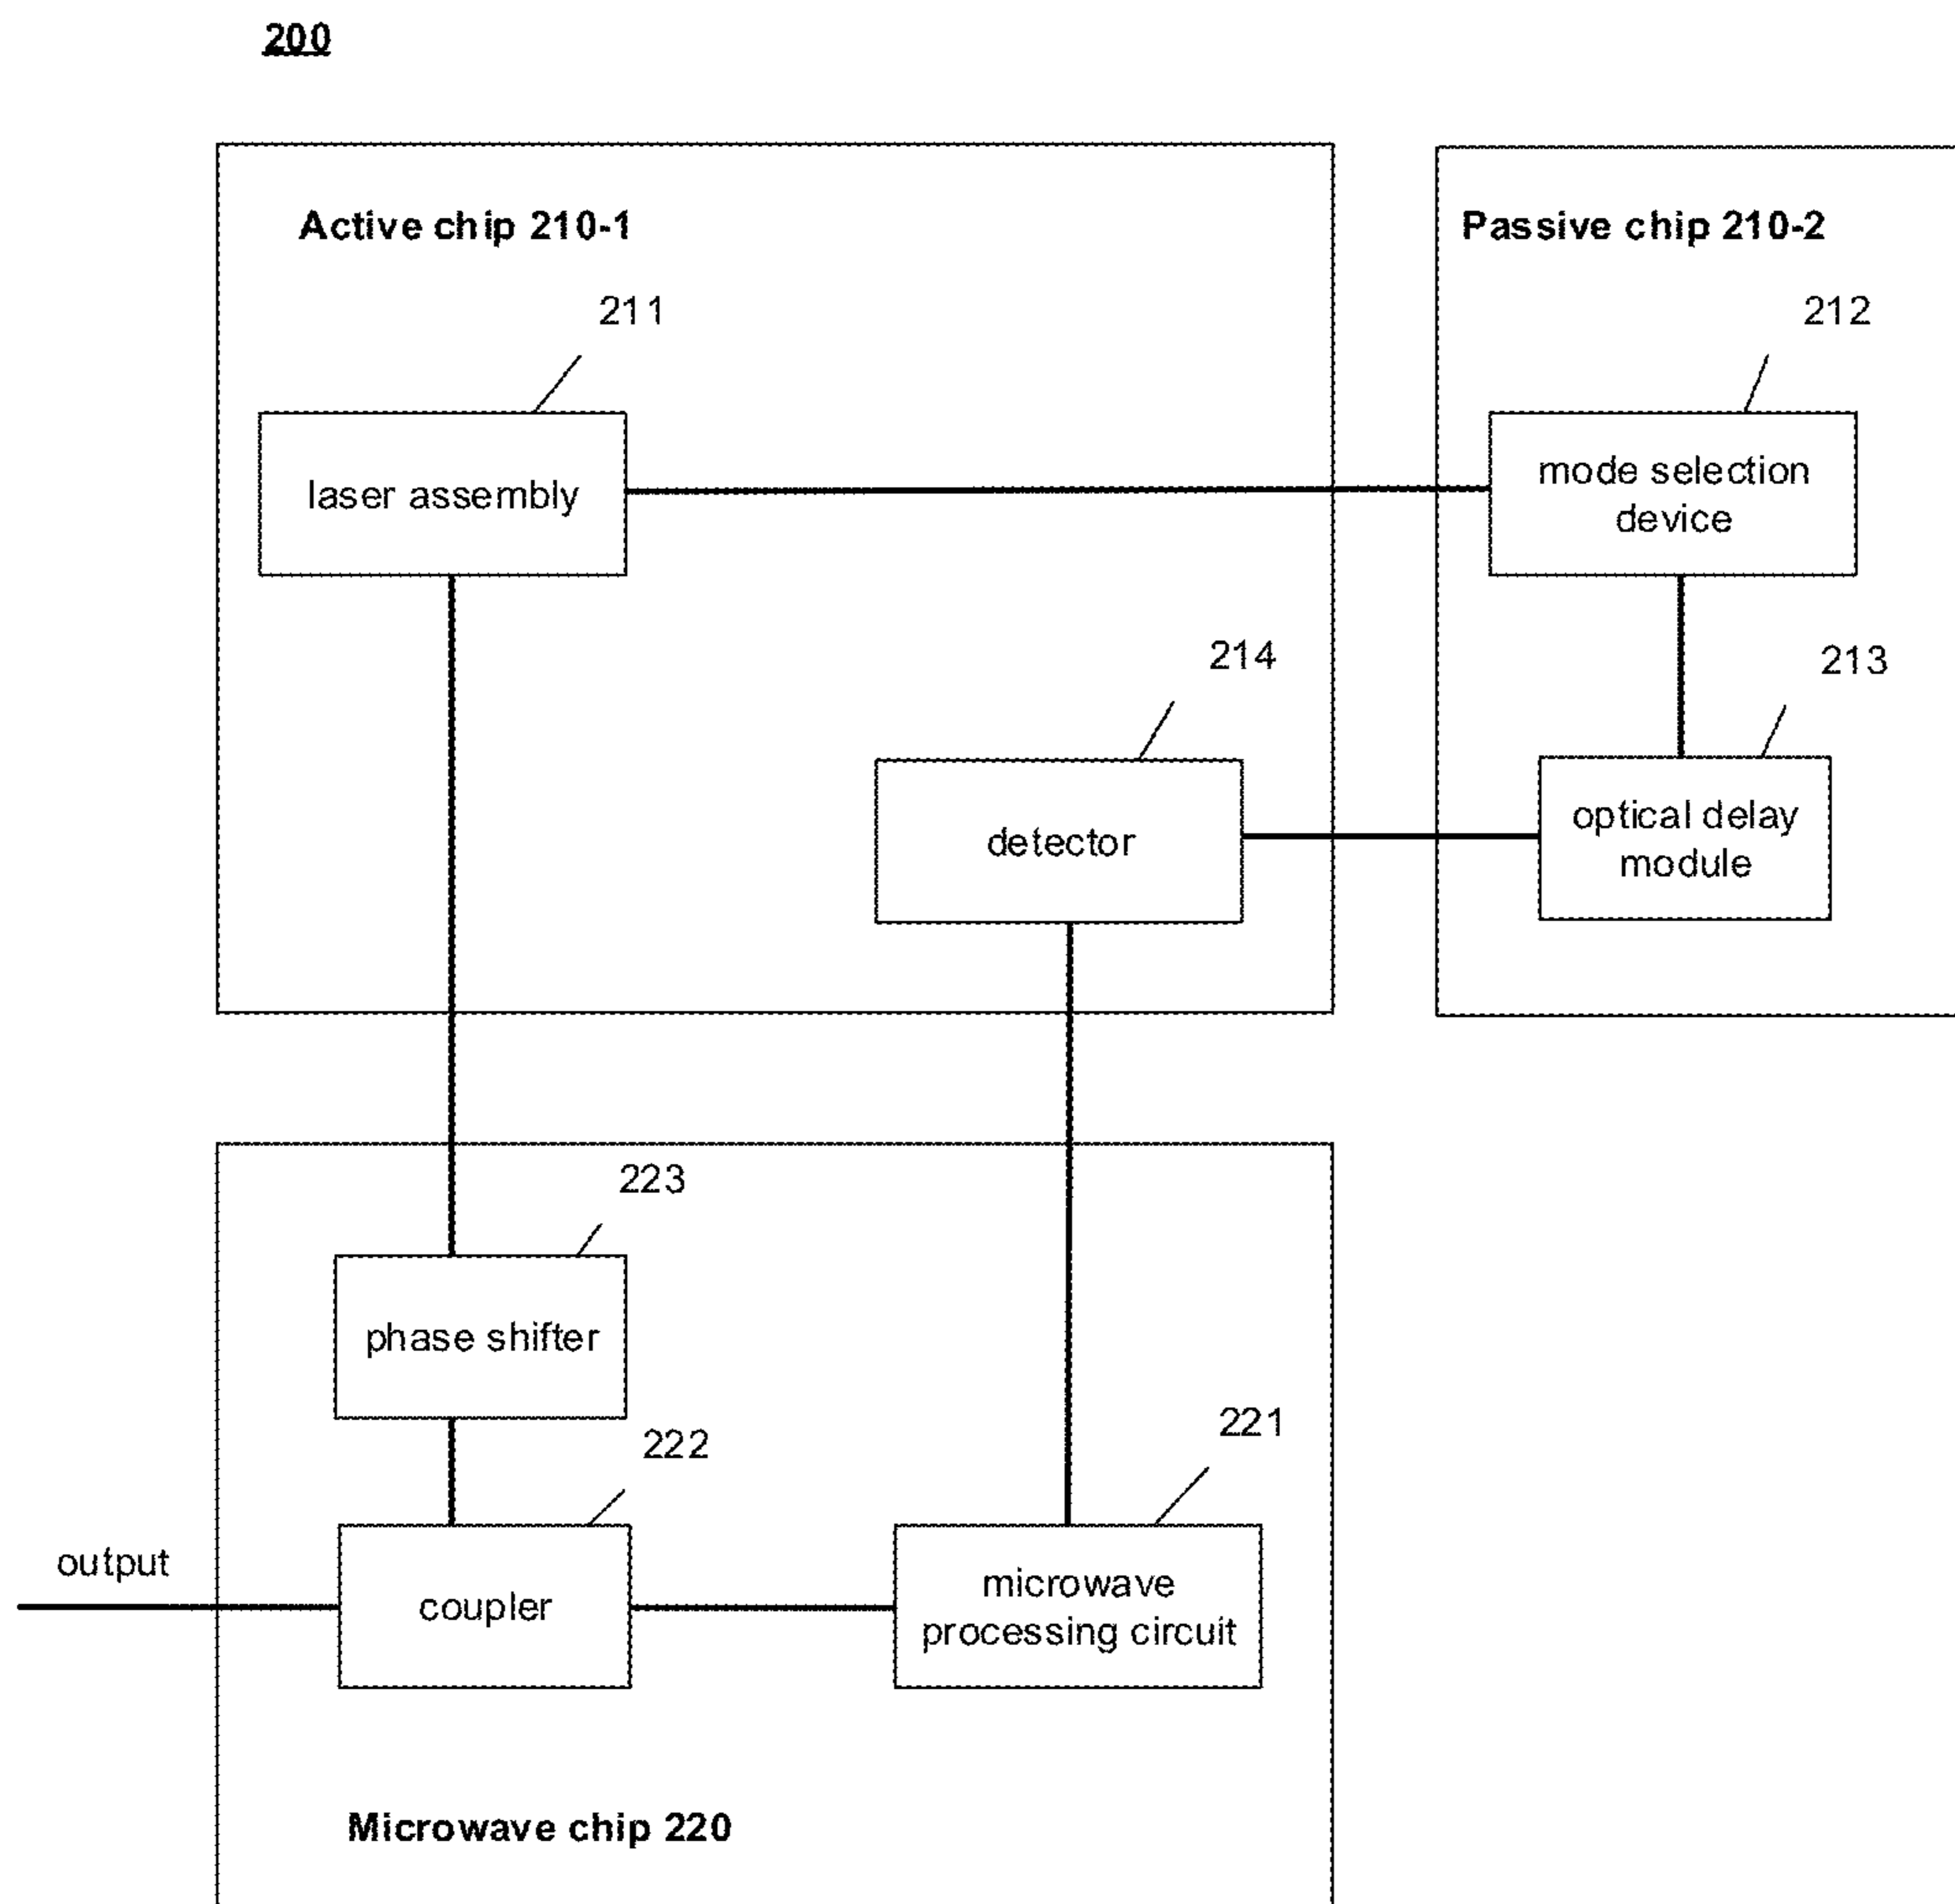 200
Active chip 210-1
Passive chip 210-2
211
212
laser assembly
mode selection
device
214
213
detector
optical delay
module
223
phase shifter
222
221
output
coupler
microwave
processing circuit
Microwave chip 220